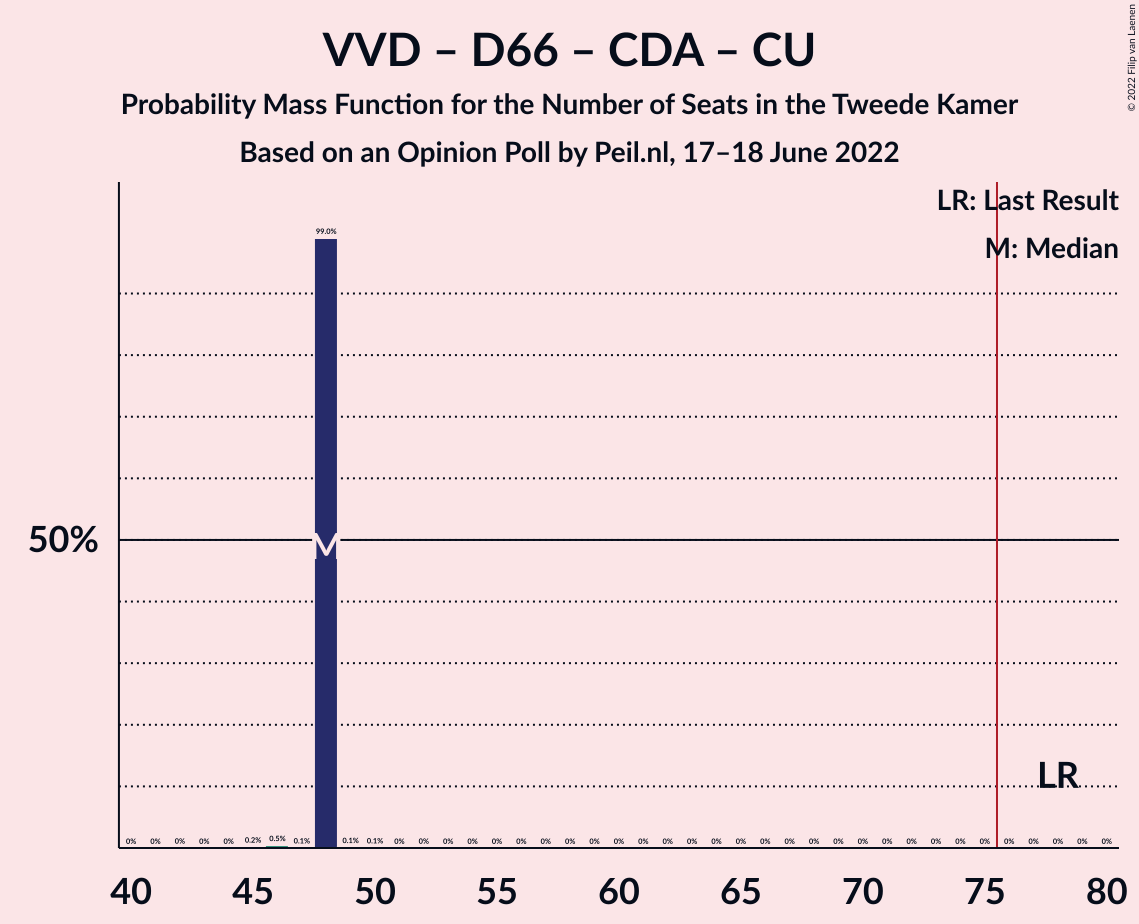 VVD – D66 – CDA – CU
Probability Mass Function for the Number of Seats in the Tweede Kamer
Based on an Opinion Poll by Peil.nl, 17–18 June 2022
© 2022 Filip van Laenen
LR: Last Result
M: Median
99.0%
50%
M
LR
0% 0% 0% 0% 0% 0.2% 0.5% 0.1% 0.1% 0.1% 0% 0% 0% 0% 0% 0% 0% 0% 0% 0% 0% 0% 0% 0% 0% 0% 0% 0% 0% 0% 0% 0% 0% 0% 0% 0% 0% 0% 0% 0%
40 45 50 55 60 65 70 75 80